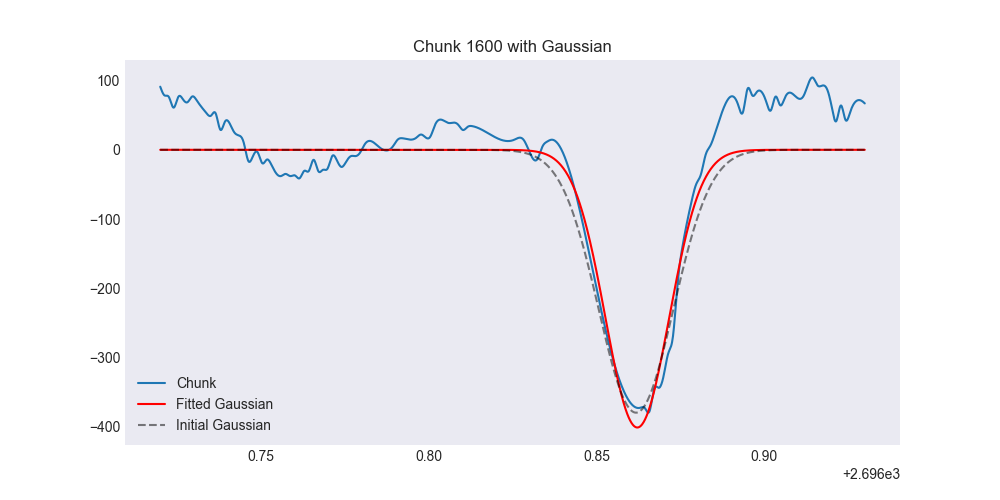 Chunk 1600 with Gaussian
100
0
−100
−200
−300
−400
Chunk
Fitted Gaussian
Initial Gaussian
0.75 0.80 0.85 0.90
+2.696e3